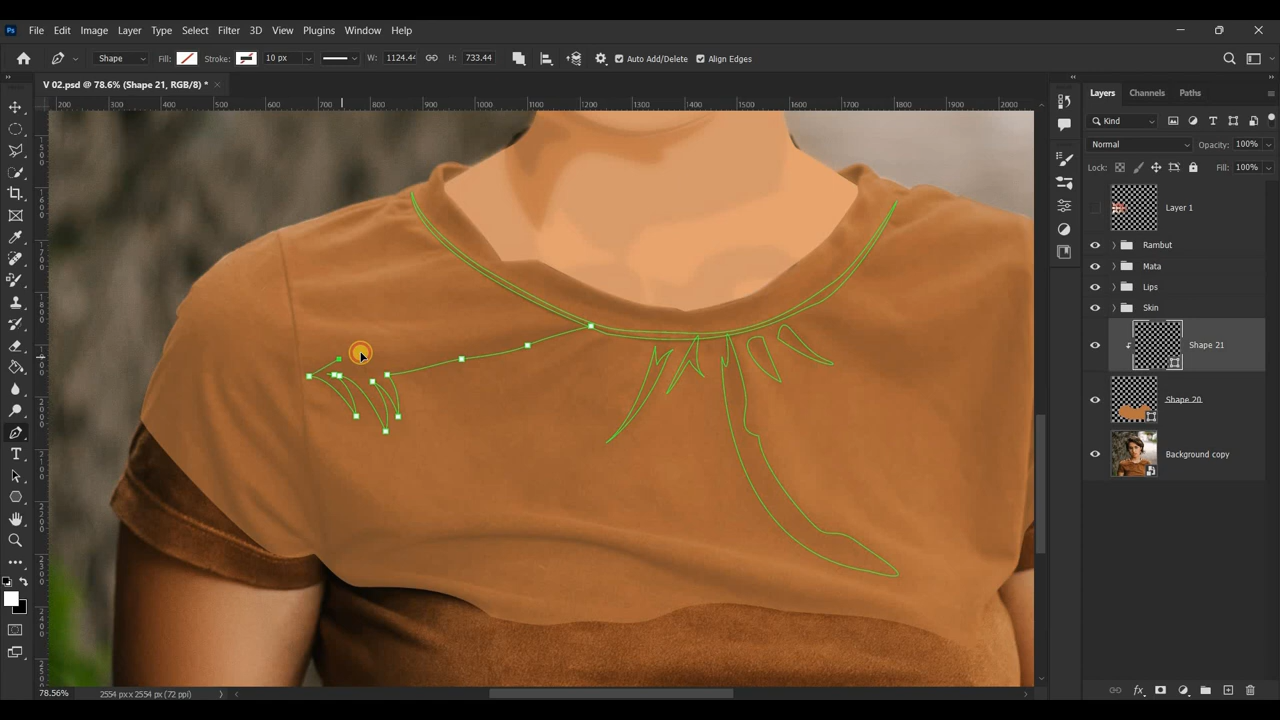 Ps File Edit Image Layer Type Select Filter 3D View Plugins Window Help
Shape Fill: Stroke: 10 px W: 1124.44 H: 733.44 Auto Add/Delete Align Edges
V 02.psd @ 78.6% (Shape 21, RGB/8) * ×
200 300 400 500 600 700 800 900 1000 1100 1200 1300 1400 1500 1600 1700 1800 1900 2000
Layers Channels Paths
Kind
Normal Opacity: 100%
Lock: Fill: 100%
Layer 1
Rambut
Mata
Lips
Skin
Shape 21
Shape 20
Background copy
78.56% 2554 px x 2554 px (72 ppi)